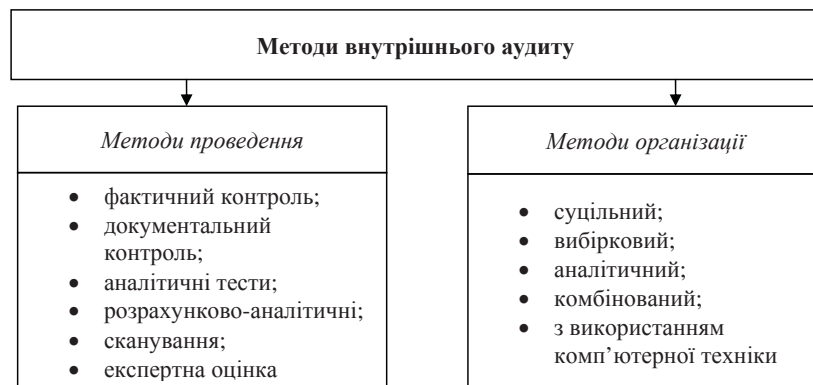 Методи внутрішнього аудиту
Методи проведення
• фактичний контроль;
• документальний
контроль;
• аналітичні тести;
• розрахунково-аналітичні;
• сканування;
• експертна оцінка
Методи організації
• суцільний;
• вибірковий;
• аналітичний;
• комбінований;
• з використанням
комп’ютерної техніки